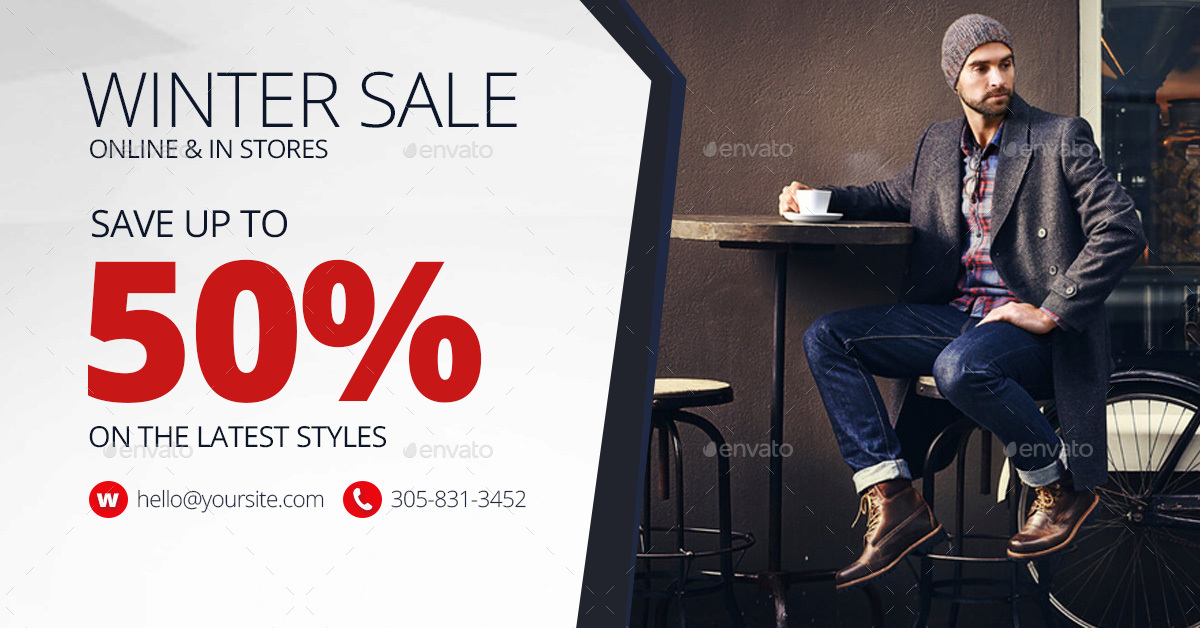 WINTER SALE
ONLINE & IN STORES
SAVE UP TO
50%
ON THE LATEST STYLES
W hello@yoursite.com 305-831-3452
envato
envato
envato
envato
envato
envato
envato
envato